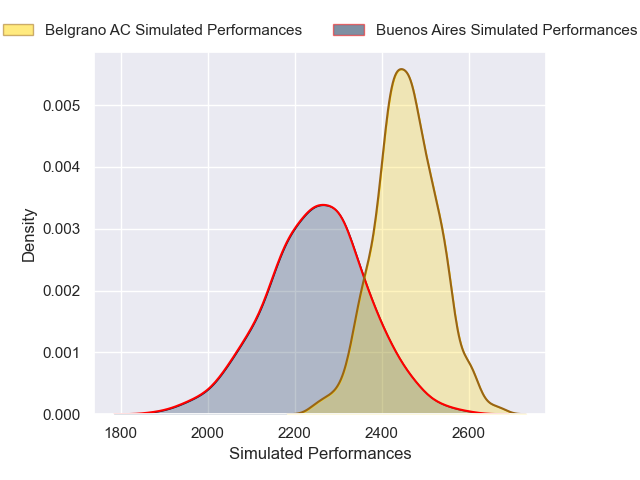 Belgrano AC Simulated Performances
Buenos Aires Simulated Performances
Density
0.005
0.004
0.003
0.002
0.001
0.000
1800
2000
2200
2400
2600
Simulated Performances